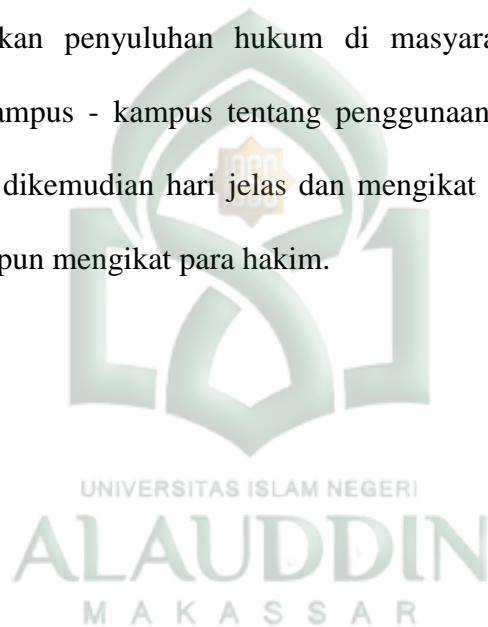 kan penyuluhan hukum di masyara
ampus - kampus tentang penggunaan
dikemudian hari jelas dan mengikat
pun mengikat para hakim.
UNIVERSITAS ISLAM NEGERI
ALAUDDIN
MAKASSAR